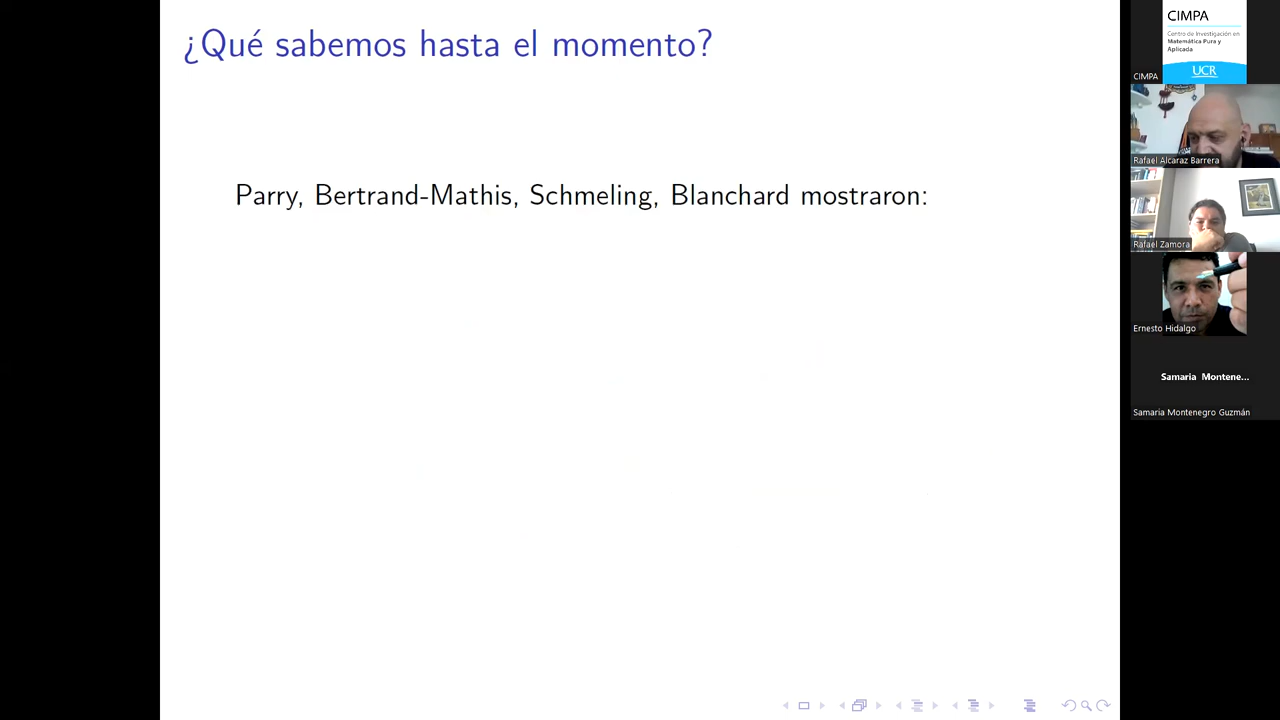 ¿Qué sabemos hasta el momento?
Parry, Bertrand-Mathis, Schmeling, Blanchard mostraron:
CIMPA
Centro de Investigación en
Matemática Pura y
Aplicada
UCR
CIMPA
Rafael Alcaraz Barrera
Rafael Zamora
Ernesto Hidalgo
Samaria Montene...
Samaria Montenegro Guzmán